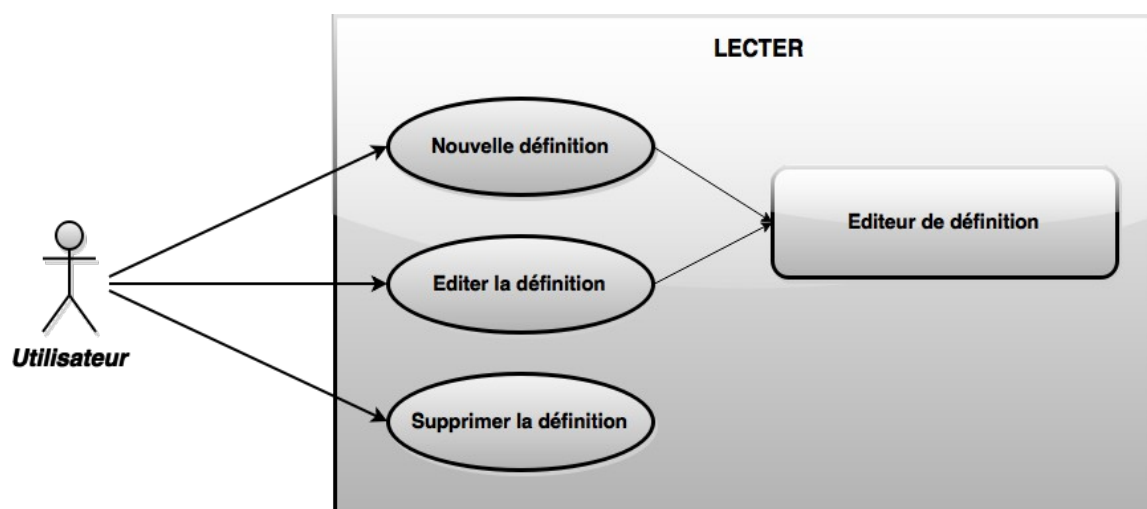 LECTER
Nouvelle définition
Editeur de définition
Editer la définition
Utilisateur
Supprimer la définition